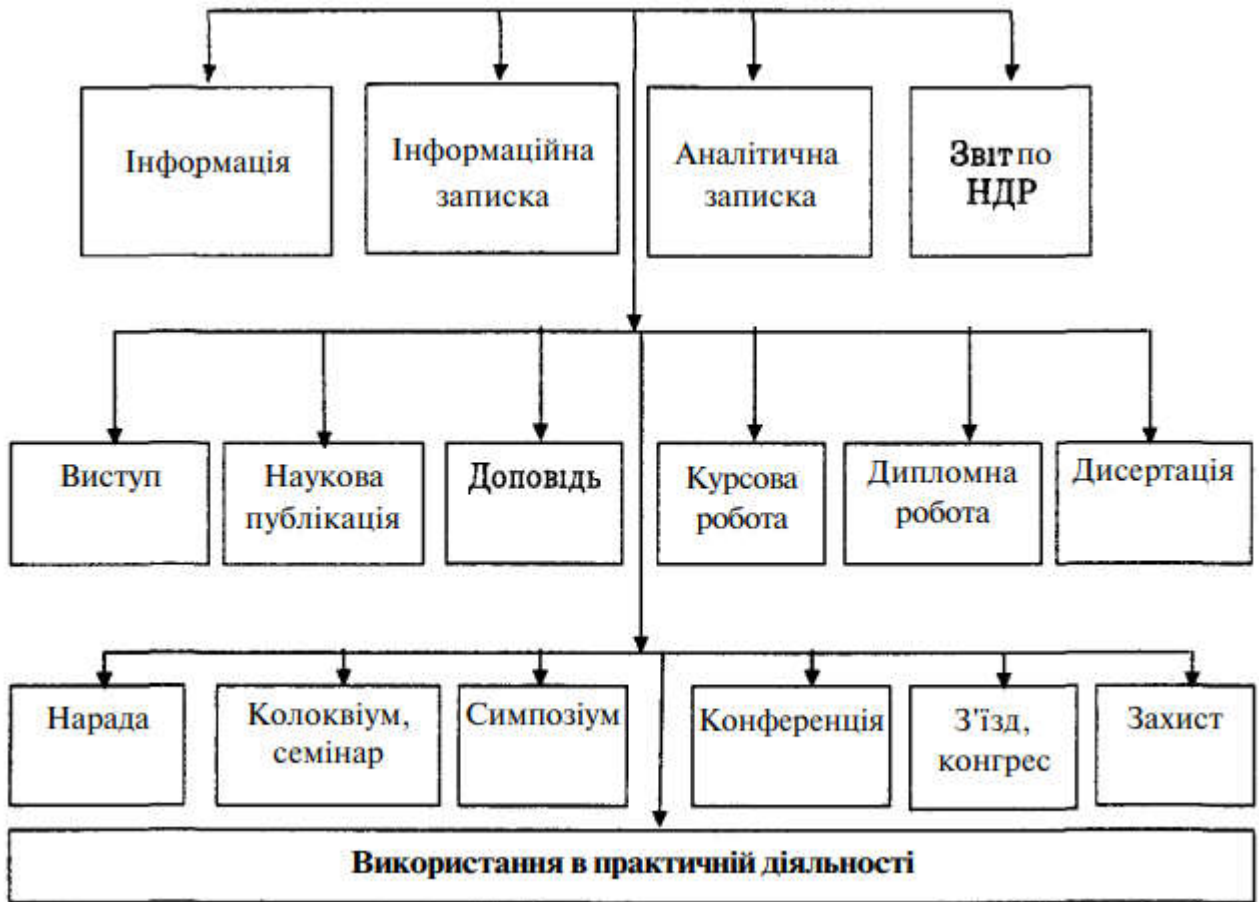 Інформація
Інформаційна
записка
Аналітична
записка
Звіт по
НДР
Виступ
Наукова
публікація
Доповідь
Курсова
робота
Дипломна
робота
Дисертація
Нарада
Колоквіум,
семінар
Симпозіум
Конференція
З’їзд,
конгрес
Захист
Використання в практичній діяльності